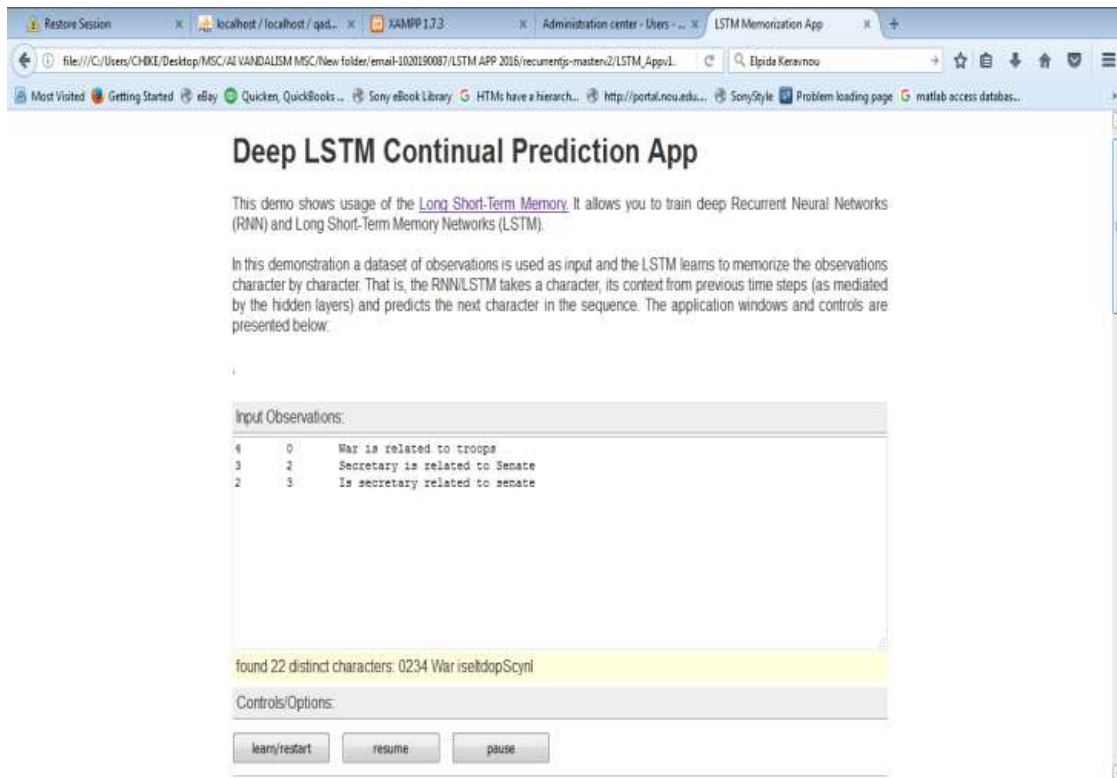 Restore Session
localhost / localhost / qad...
XAMPP 1.7.3
Administration center - Users - ...
LSTM Memorization App
file:///C:/Users/CHIKE/Desktop/MSC/AI VANDALISM MSC/New folder/email-1020190087/LSTM APP 2016/recurrentjs-masterv2/LSTM_Appv1.
Elpida Keravnou
Most Visited Getting Started eBay Quicken, QuickBooks ... Sony eBook Library HTMs have a hierarch... http://portal.nou.edu.... SonyStyle Problem loading page matlab access databas...
Deep LSTM Continual Prediction App
This demo shows usage of the Long Short-Term Memory. It allows you to train deep Recurrent Neural Networks
(RNN) and Long Short-Term Memory Networks (LSTM).
In this demonstration a dataset of observations is used as input and the LSTM learns to memorize the observations
character by character. That is, the RNN/LSTM takes a character, its context from previous time steps (as mediated
by the hidden layers) and predicts the next character in the sequence. The application windows and controls are
presented below:
Input Observations:
4 0 War is related to troops
3 2 Secretary is related to Senate
2 3 Is secretary related to senate
found 22 distinct characters: 0234 War iseltdopScynI
Controls/Options:
learn/restart resume pause